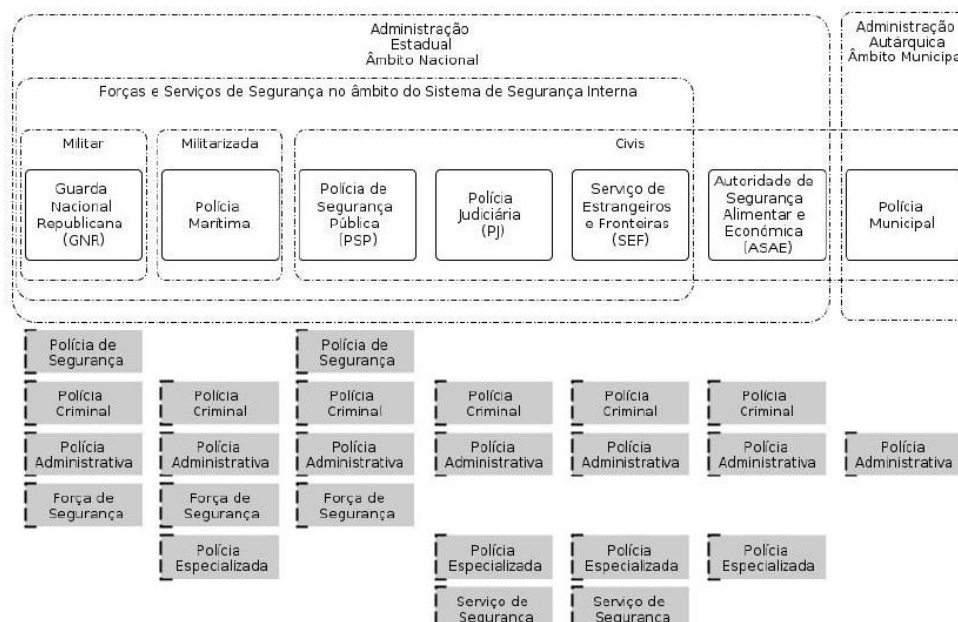 Administração
Estadual
Âmbito Nacional
Administração
Autárquica
Âmbito Municipa
Forças e Serviços de Segurança no âmbito do Sistema de Segurança Interna
Militar
Militarizada
Civis
Guarda
Nacional
Republicana
(GNR)
Polícia
Marítima
Polícia de
Segurança
Pública
(PSP)
Polícia
Judiciária
(PJ)
Serviço de
Estrangeiros
e Fronteiras
(SEF)
Autoridade de
Segurança
Alimentar e
Económica
(ASAE)
Polícia
Municipal
Polícia de
Segurança
Polícia de
Segurança
Polícia
Criminal
Polícia
Criminal
Polícia
Criminal
Polícia
Criminal
Polícia
Criminal
Polícia
Criminal
Polícia
Administrativa
Polícia
Administrativa
Polícia
Administrativa
Polícia
Administrativa
Polícia
Administrativa
Polícia
Administrativa
Polícia
Administrativa
Força de
Segurança
Força de
Segurança
Força de
Segurança
Polícia
Especializada
Polícia
Especializada
Polícia
Especializada
Polícia
Especializada
Serviço de
Segurança
Serviço de
Segurança